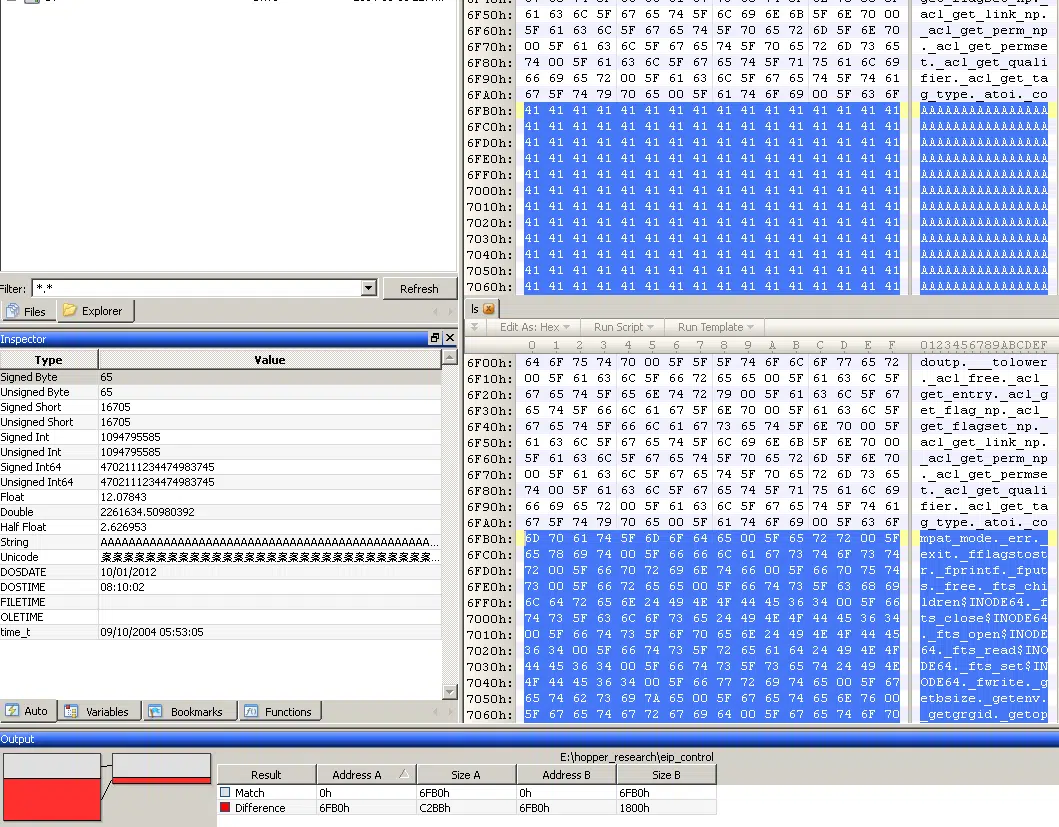 6F50h: 61 63 6C 5F 67 65 74 5F 6C 69 6E 6B 5F 6E 70 00 acl_get_link_np.
6F60h: 5F 61 63 6C 5F 67 65 74 5F 70 65 72 6D 5F 6E 70 _acl_get_perm_np
6F70h: 00 5F 61 63 6C 5F 67 65 74 5F 70 65 72 6D 73 65 ._acl_get_permse
6F80h: 74 00 5F 61 63 6C 5F 67 65 74 5F 71 75 61 6C 69 t._acl_get_quali
6F90h: 66 69 65 72 00 5F 61 63 6C 5F 67 65 74 5F 74 61 fier._acl_get_ta
6FA0h: 67 5F 74 79 70 65 00 5F 61 74 6F 69 00 5F 63 6F g_type._atoi._co
6FB0h: 41 41 41 41 41 41 41 41 41 41 41 41 41 41 41 41 AAAAAAAAAAAAAAAA
6FC0h: 41 41 41 41 41 41 41 41 41 41 41 41 41 41 41 41 AAAAAAAAAAAAAAAA
6FD0h: 41 41 41 41 41 41 41 41 41 41 41 41 41 41 41 41 AAAAAAAAAAAAAAAA
6FE0h: 41 41 41 41 41 41 41 41 41 41 41 41 41 41 41 41 AAAAAAAAAAAAAAAA
6FF0h: 41 41 41 41 41 41 41 41 41 41 41 41 41 41 41 41 AAAAAAAAAAAAAAAA
7000h: 41 41 41 41 41 41 41 41 41 41 41 41 41 41 41 41 AAAAAAAAAAAAAAAA
7010h: 41 41 41 41 41 41 41 41 41 41 41 41 41 41 41 41 AAAAAAAAAAAAAAAA
7020h: 41 41 41 41 41 41 41 41 41 41 41 41 41 41 41 41 AAAAAAAAAAAAAAAA
7030h: 41 41 41 41 41 41 41 41 41 41 41 41 41 41 41 41 AAAAAAAAAAAAAAAA
7040h: 41 41 41 41 41 41 41 41 41 41 41 41 41 41 41 41 AAAAAAAAAAAAAAAA
7050h: 41 41 41 41 41 41 41 41 41 41 41 41 41 41 41 41 AAAAAAAAAAAAAAAA
7060h: 41 41 41 41 41 41 41 41 41 41 41 41 41 41 41 41 AAAAAAAAAAAAAAAA
Filter: *.* Refresh
Files Explorer
Inspector
Type Value
Signed Byte 65
Unsigned Byte 65
Signed Short 16705
Unsigned Short 16705
Signed Int 1094795585
Unsigned Int 1094795585
Signed Int64 4702111234474983745
Unsigned Int64 4702111234474983745
Float 12.07843
Double 2261634.50980392
Half Float 2.626953
String AAAAAAAAAAAAAAAAAAAAAAAAAAAAAAAAAAAAAAAAA...
Unicode
DOSDATE 10/01/2012
DOSTIME 08:10:02
FILETIME
OLETIME
time_t 09/10/2004 05:53:05
Auto Variables Bookmarks Functions
ls
Edit As: Hex Run Script Run Template
0 1 2 3 4 5 6 7 8 9 A B C D E F 0123456789ABCDEF
6F00h: 64 6F 75 74 70 00 5F 5F 5F 74 6F 6C 6F 77 65 72 doutp.___tolower
6F10h: 00 5F 61 63 6C 5F 66 72 65 65 00 5F 61 63 6C 5F ._acl_free._acl_
6F20h: 67 65 74 5F 65 6E 74 72 79 00 5F 61 63 6C 5F 67 get_entry._acl_g
6F30h: 65 74 5F 66 6C 61 67 5F 6E 70 00 5F 61 63 6C 5F et_flag_np._acl_
6F40h: 67 65 74 5F 66 6C 61 67 73 65 74 5F 6E 70 00 5F get_flagset_np._
6F50h: 61 63 6C 5F 67 65 74 5F 6C 69 6E 6B 5F 6E 70 00 acl_get_link_np.
6F60h: 5F 61 63 6C 5F 67 65 74 5F 70 65 72 6D 5F 6E 70 _acl_get_perm_np
6F70h: 00 5F 61 63 6C 5F 67 65 74 5F 70 65 72 6D 73 65 ._acl_get_permse
6F80h: 74 00 5F 61 63 6C 5F 67 65 74 5F 71 75 61 6C 69 t._acl_get_quali
6F90h: 66 69 65 72 00 5F 61 63 6C 5F 67 65 74 5F 74 61 fier._acl_get_ta
6FA0h: 67 5F 74 79 70 65 00 5F 61 74 6F 69 00 5F 63 6F g_type._atoi._co
6FB0h: 6D 70 61 74 5F 6D 6F 64 65 00 5F 65 72 72 00 5F mpat_mode._err._
6FC0h: 65 78 69 74 00 5F 66 66 6C 61 67 73 74 6F 73 74 exit._fflagstost
6FD0h: 72 00 5F 66 70 72 69 6E 74 66 00 5F 66 70 75 74 r._fprintf._fput
6FE0h: 73 00 5F 66 72 65 65 00 5F 66 74 73 5F 63 68 69 s._free._fts_chi
6FF0h: 6C 64 72 65 6E 24 49 4E 4F 44 45 36 34 00 5F 66 ldren$INODE64._f
7000h: 74 73 5F 63 6C 6F 73 65 24 49 4E 4F 44 45 36 34 ts_close$INODE64
7010h: 00 5F 66 74 73 5F 6F 70 65 6E 24 49 4E 4F 44 45 ._fts_open$INODE
7020h: 36 34 00 5F 66 74 73 5F 72 65 61 64 24 49 4E 4F 64._fts_read$INO
7030h: 44 45 36 34 00 5F 66 74 73 5F 73 65 74 24 49 4E DE64._fts_set$IN
7040h: 4F 44 45 36 34 00 5F 66 77 72 69 74 65 00 5F 67 ODE64._fwrite._g
7050h: 65 74 62 73 69 7A 65 00 5F 67 65 74 65 6E 76 00 etbsize._getenv.
7060h: 5F 67 65 74 67 72 67 69 64 00 5F 67 65 74 6F 70 _getgrgid._getop
Output
E:\hopper_research\eip_control
Result Address A Size A Address B Size B
Match 0h 6FB0h 0h 6FB0h
Difference 6FB0h C2BBh 6FB0h 1800h